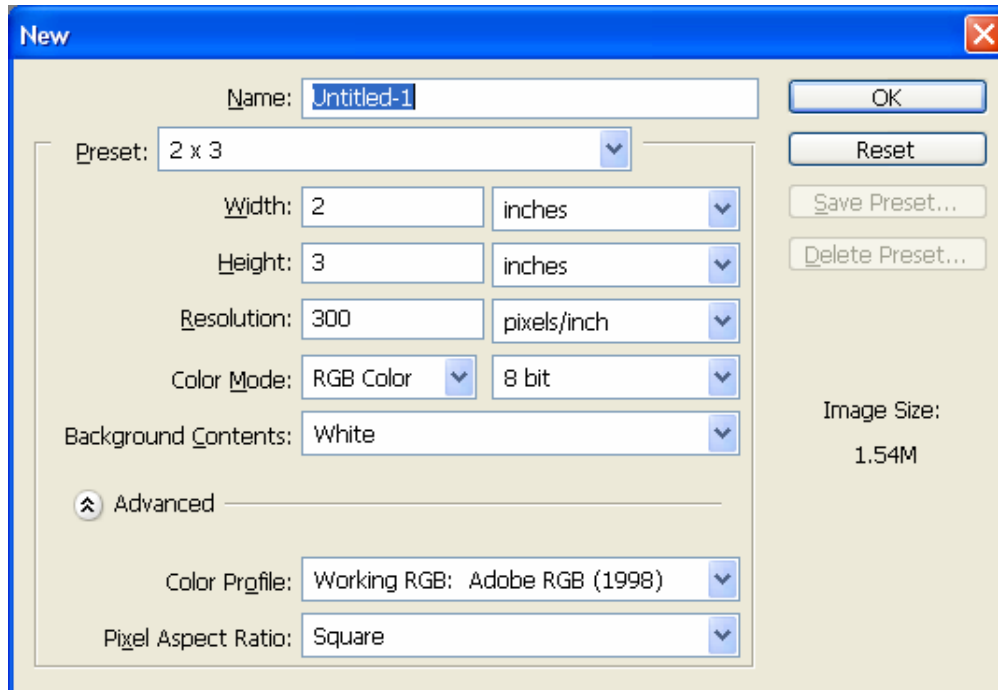 New
Name: Untitled-1
OK
Preset: 2 x 3
Reset
Width: 2 inches
Save Preset...
Height: 3 inches
Delete Preset...
Resolution: 300 pixels/inch
Color Mode: RGB Color 8 bit
Image Size:
Background Contents: White
1.54M
Advanced
Color Profile: Working RGB: Adobe RGB (1998)
Pixel Aspect Ratio: Square